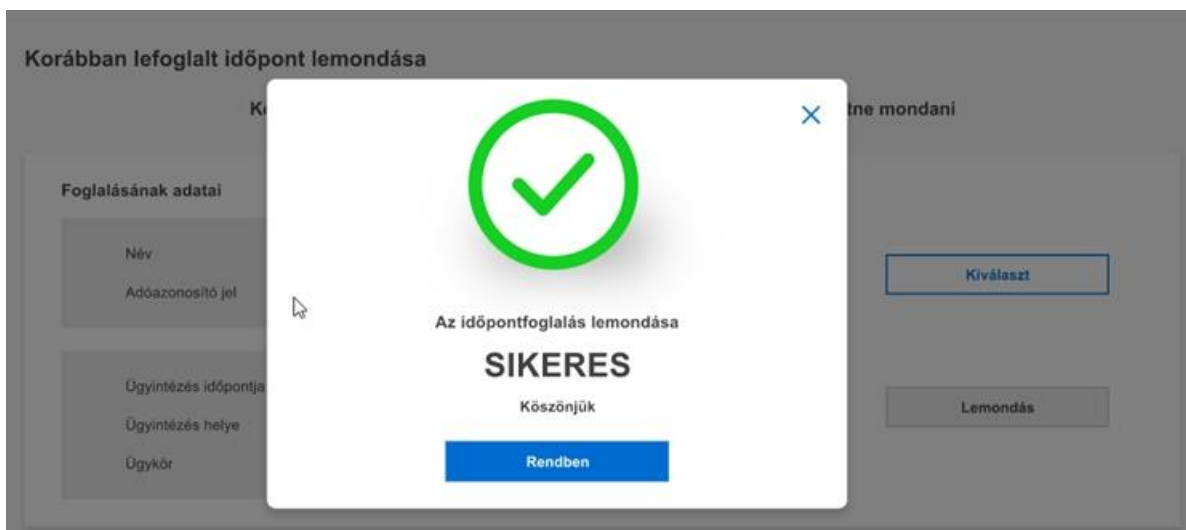 Korábban lefoglalt időpont lemondása
tne mondani
Foglalásának adatai
Név
Adóazonosító jel
Kiválaszt
Az időpontfoglalás lemondása
SIKERES
Köszönjük
Rendben
Ügyintézés időpontja
Ügyintézés helye
Ügykör
Lemondás